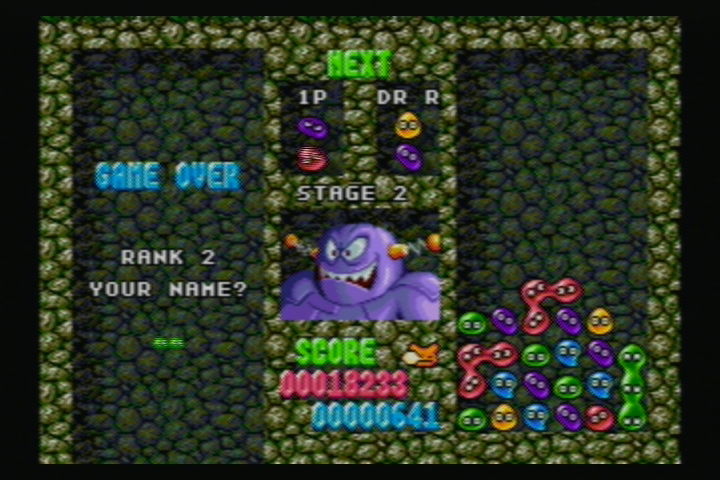 NEXT
1P DR R
GAME OVER
STAGE 2
RANK 2
YOUR NAME?
SCORE
00018233
00000641